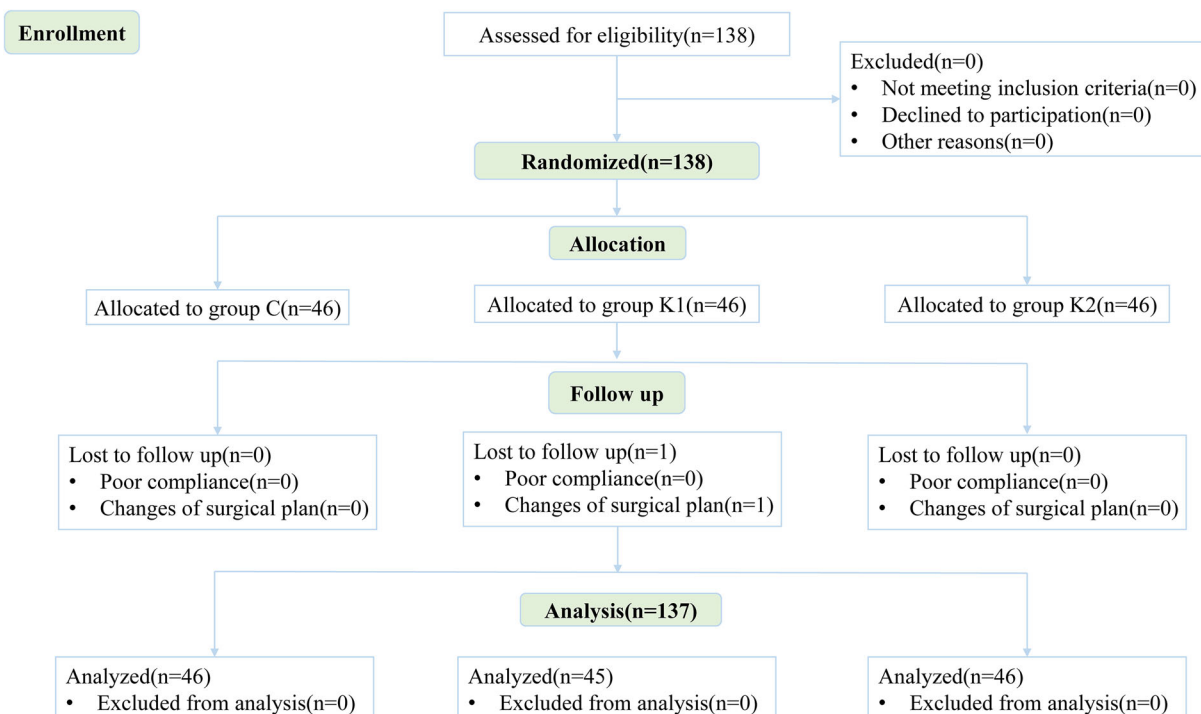 Enrollment
Assessed for eligibility(n=138)
Excluded(n=0)
• Not meeting inclusion criteria(n=0)
• Declined to participation(n=0)
• Other reasons(n=0)
Randomized(n=138)
Allocation
Allocated to group C(n=46)
Allocated to group K1(n=46)
Allocated to group K2(n=46)
Follow up
Lost to follow up(n=0)
• Poor compliance(n=0)
• Changes of surgical plan(n=0)
Lost to follow up(n=1)
• Poor compliance(n=0)
• Changes of surgical plan(n=1)
Lost to follow up(n=0)
• Poor compliance(n=0)
• Changes of surgical plan(n=0)
Analysis(n=137)
Analyzed(n=46)
• Excluded from analysis(n=0)
Analyzed(n=45)
• Excluded from analysis(n=0)
Analyzed(n=46)
• Excluded from analysis(n=0)